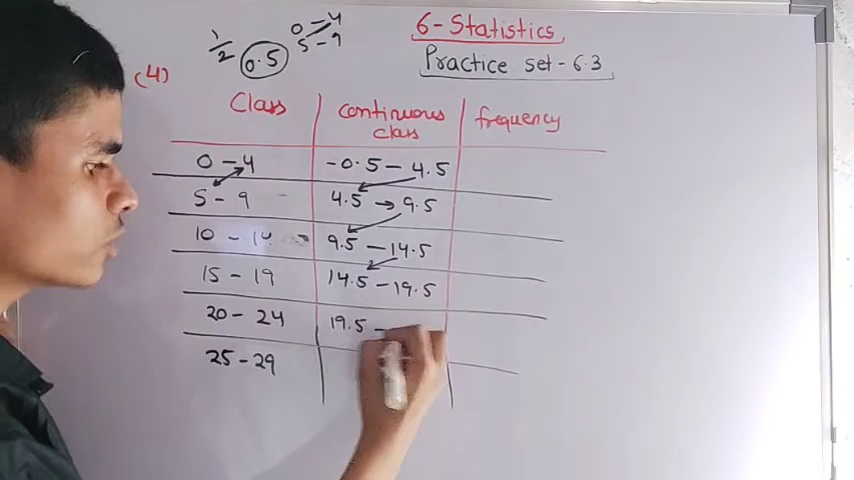 6-Statistics
Practice set-6.3
1/2 0.5 0-4
5-9
(4)
Class continuous class frequency
0-4 -0.5-4.5
5-9 4.5→9.5
10-14 9.5-14.5
15-19 14.5-19.5
20-24 19.5-
25-29